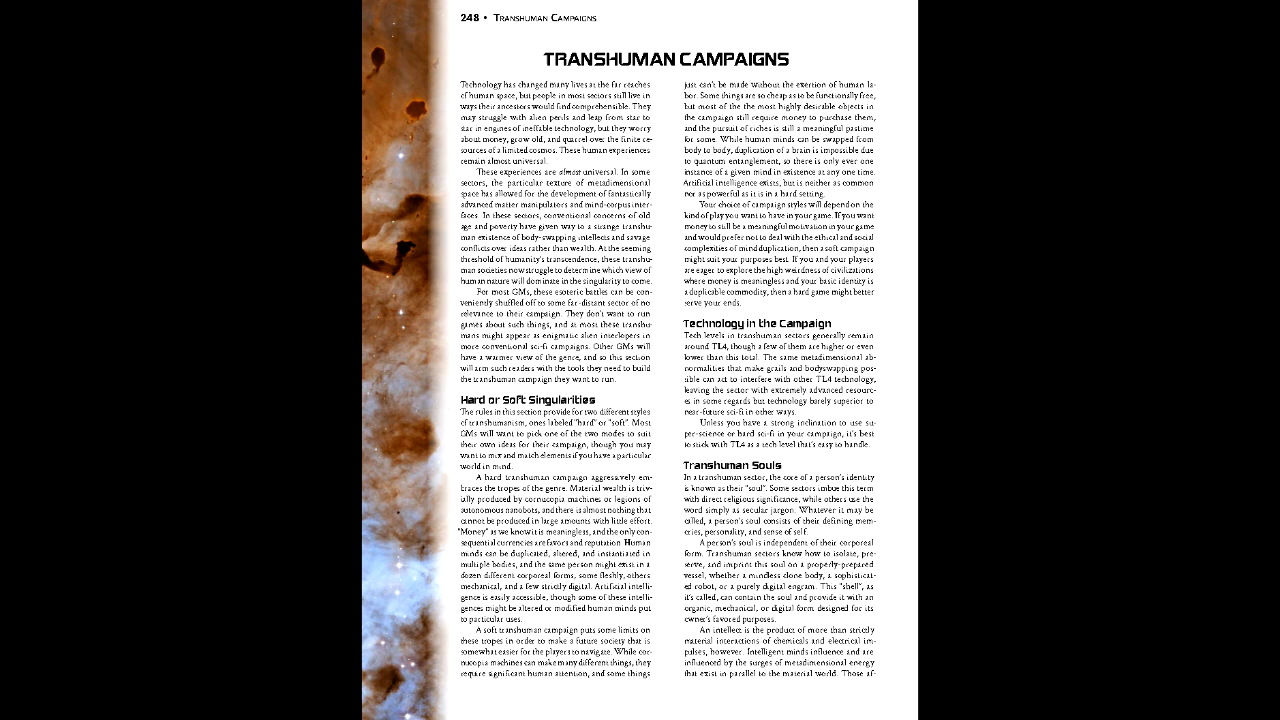 248 • Transhuman Campaigns
TRANSHUMAN CAMPAIGNS
Technology has changed many lives at the far reaches
of human space, but people in most sectors still live in
ways their ancestors would find comprehensible. They
may struggle with alien perils and leap from star to
star in engines of ineffable technology, but they worry
about money, grow old, and quarrel over the finite re-
sources of a limited cosmos. These human experiences
remain almost universal.
These experiences are almost universal. In some
sectors, the particular texture of metadimensional
space has allowed for the development of fantastically
advanced matter manipulators and mind-corpus inter-
faces. In these sectors, conventional concerns of old
age and poverty have given way to a strange transhu-
man existence of body-swapping intellects and savage
conflicts over ideas rather than wealth. At the seeming
threshold of humanity's transcendence, these transhu-
man societies now struggle to determine which view of
human nature will dominate in the singularity to come.
For most GMs, these esoteric battles can be con-
veniently shuffled off to some far-distant sector of no
relevance to their campaign. They don't want to run
games about such things, and at most these transhu-
mans might appear as enigmatic alien interlopers in
more conventional sci-fi campaigns. Other GMs will
have a warmer view of the genre, and so this section
will arm such readers with the tools they need to build
the transhuman campaign they want to run.
Hard or Soft Singularities
The rules in this section provide for two different styles
of transhumanism, ones labeled "hard" or "soft". Most
GMs will want to pick one of the two modes to suit
their own ideas for their campaign, though you may
want to mix and match elements if you have a particular
world in mind.
A hard transhuman campaign aggressively em-
braces the tropes of the genre. Material wealth is triv-
ially produced by cornucopia machines or legions of
autonomous nanobots, and there is almost nothing that
cannot be produced in large amounts with little effort.
"Money" as we know it is meaningless, and the only con-
sequential currencies are favors and reputation. Human
minds can be duplicated, altered, and instantiated in
multiple bodies, and the same person might exist in a
dozen different corporeal forms, some fleshly, others
mechanical, and a few strictly digital. Artificial intelli-
gence is easily accessible, though some of these intelli-
gences might be altered or modified human minds put
to particular uses.
A soft transhuman campaign puts some limits on
these tropes in order to make a future society that is
somewhat easier for the players to navigate. While cor-
nucopia machines can make many different things, they
require significant human attention, and some things
just can't be made without the exertion of human la-
bor. Some things are so cheap as to be functionally free,
but most of the the most highly desirable objects in
the campaign still require money to purchase them,
and the pursuit of riches is still a meaningful pastime
for some. While human minds can be swapped from
body to body, duplication of a brain is impossible due
to quantum entanglement, so there is only ever one
instance of a given mind in existence at any one time.
Artificial intelligence exists, but is neither as common
nor as powerful as it is in a hard setting.
Your choice of campaign styles will depend on the
kind of play you want to have in your game. If you want
money to still be a meaningful motivation in your game
and would prefer not to deal with the ethical and social
complexities of mind duplication, then a soft campaign
might suit your purposes best. If you and your players
are eager to explore the high weirdness of civilizations
where money is meaningless and your basic identity is
a duplicable commodity, then a hard game might better
serve your ends.
Technology in the Campaign
Tech levels in transhuman sectors generally remain
around TL4, though a few of them are higher or even
lower than this total. The same metadimensional ab-
normalities that make grails and bodyswapping pos-
sible can act to interfere with other TL4 technology,
leaving the sector with extremely advanced resourc-
es in some regards but technology barely superior to
near-future sci-fi in other ways.
Unless you have a strong inclination to use su-
per-science or hard sci-fi in your campaign, it's best
to stick with TL4 as a tech level that's easy to handle.
Transhuman Souls
In a transhuman sector, the core of a person's identity
is known as their "soul". Some sectors imbue this term
with direct religious significance, while others use the
word simply as secular jargon. Whatever it may be
called, a person's soul consists of their defining mem-
ories, personality, and sense of self.
A person's soul is independent of their corporeal
form. Transhuman sectors know how to isolate, pre-
serve, and imprint this soul on a properly-prepared
vessel, whether a mindless clone body, a sophisticat-
ed robot, or a purely digital engram. This "shell", as
it's called, can contain the soul and provide it with an
organic, mechanical, or digital form designed for its
owner's favored purposes.
An intellect is the product of more than strictly
material interactions of chemicals and electrical im-
pulses, however. Intelligent minds influence and are
influenced by the surges of metadimensional energy
that exist in parallel to the material world. Those af-